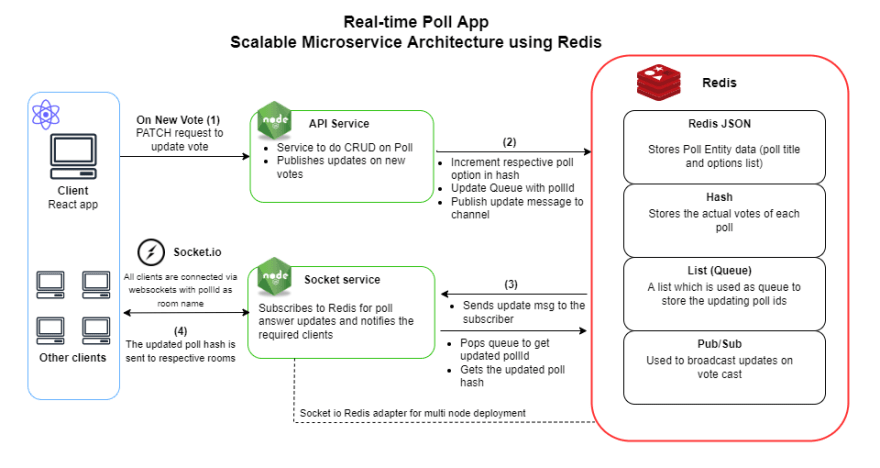 Real-time Poll App
Scalable Microservice Architecture using Redis
Client
React app
Other clients
On New Vote (1)
PATCH request to
update vote
node
API Service
Service to do CRUD on Poll
Publishes updates on new
votes
(2)
Increment respective poll
option in hash
Update Queue with pollId
Publish update message to
channel
Socket.io
All clients are connected via
websockets with pollId as
room name
(4)
The updated poll hash is
sent to respective rooms
node
Socket service
Subscribes to Redis for poll
answer updates and notifies the
required clients
(3)
Sends update msg to the
subscriber
Pops queue to get
updated pollId
Gets the updated poll
hash
Socket io Redis adapter for multi node deployment
Redis
Redis JSON
Stores Poll Entity data (poll title
and options list)
Hash
Stores the actual votes of each
poll
List (Queue)
A list which is used as queue to
store the updating poll ids
Pub/Sub
Used to broadcast updates on
vote cast